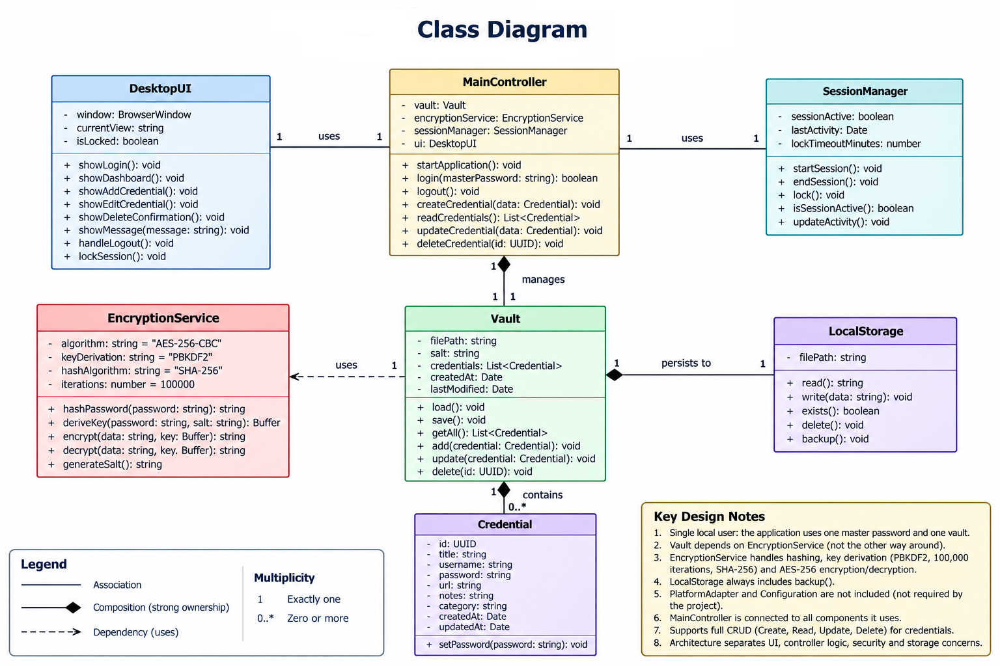 Class Diagram
DesktopUI
- window: BrowserWindow
- currentView: string
- isLocked: boolean
+ showLogin(): void
+ showDashboard(): void
+ showAddCredential(): void
+ showEditCredential(): void
+ showDeleteConfirmation(): void
+ showMessage(message: string): void
+ handleLogout(): void
+ lockSession(): void
1 uses 1
MainController
- vault: Vault
- encryptionService: EncryptionService
- sessionManager: SessionManager
- ui: DesktopUI
+ startApplication(): void
+ login(masterPassword: string): boolean
+ logout(): void
+ createCredential(data: Credential): void
+ readCredentials(): List<Credential>
+ updateCredential(data: Credential): void
+ deleteCredential(id: UUID): void
1 uses 1
SessionManager
- sessionActive: boolean
- lastActivity: Date
- lockTimeoutMinutes: number
+ startSession(): void
+ endSession(): void
+ lock(): void
+ isSessionActive(): boolean
+ updateActivity(): void
1
manages
1 1
EncryptionService
- algorithm: string = "AES-256-CBC"
- keyDerivation: string = "PBKDF2"
- hashAlgorithm: string = "SHA-256"
- iterations: number = 100000
+ hashPassword(password: string): string
+ deriveKey(password: string, salt: string): Buffer
+ encrypt(data: string, key: Buffer): string
+ decrypt(data: string, key. Buffer): string
+ generateSalt(): string
uses 1
Vault
- filePath: string
- salt: string
- credentials: List<Credential>
- createdAt: Date
- lastModified: Date
+ load(): void
+ save(): void
+ getAll(): List<Credential>
+ add(credential: Credential): void
+ update(credential: Credential): void
+ delete(id: UUID): void
1 persists to 1
LocalStorage
- filePath: string
+ read(): string
+ write(data: string): void
+ exists(): boolean
+ delete(): void
+ backup(): void
1 contains
0..*
Credential
- id: UUID
- title: string
- username: string
- password: string
- url: string
- notes: string
- category: string
- createdAt: Date
- updatedAt: Date
+ setPassword(password: string): void
Legend
Association
Composition (strong ownership)
Dependency (uses)
Multiplicity
1 Exactly one
0..* Zero or more
Key Design Notes
1. Single local user: the application uses one master password and one vault.
2. Vault depends on EncryptionService (not the other way around).
3. EncryptionService handles hashing, key derivation (PBKDF2, 100,000
iterations, SHA-256) and AES-256 encryption/decryption.
4. LocalStorage always includes backup().
5. PlatformAdapter and Configuration are not included (not required by
the project).
6. MainController is connected to all components it uses.
7. Supports full CRUD (Create, Read, Update, Delete) for credentials.
8. Architecture separates UI, controller logic, security and storage concerns.